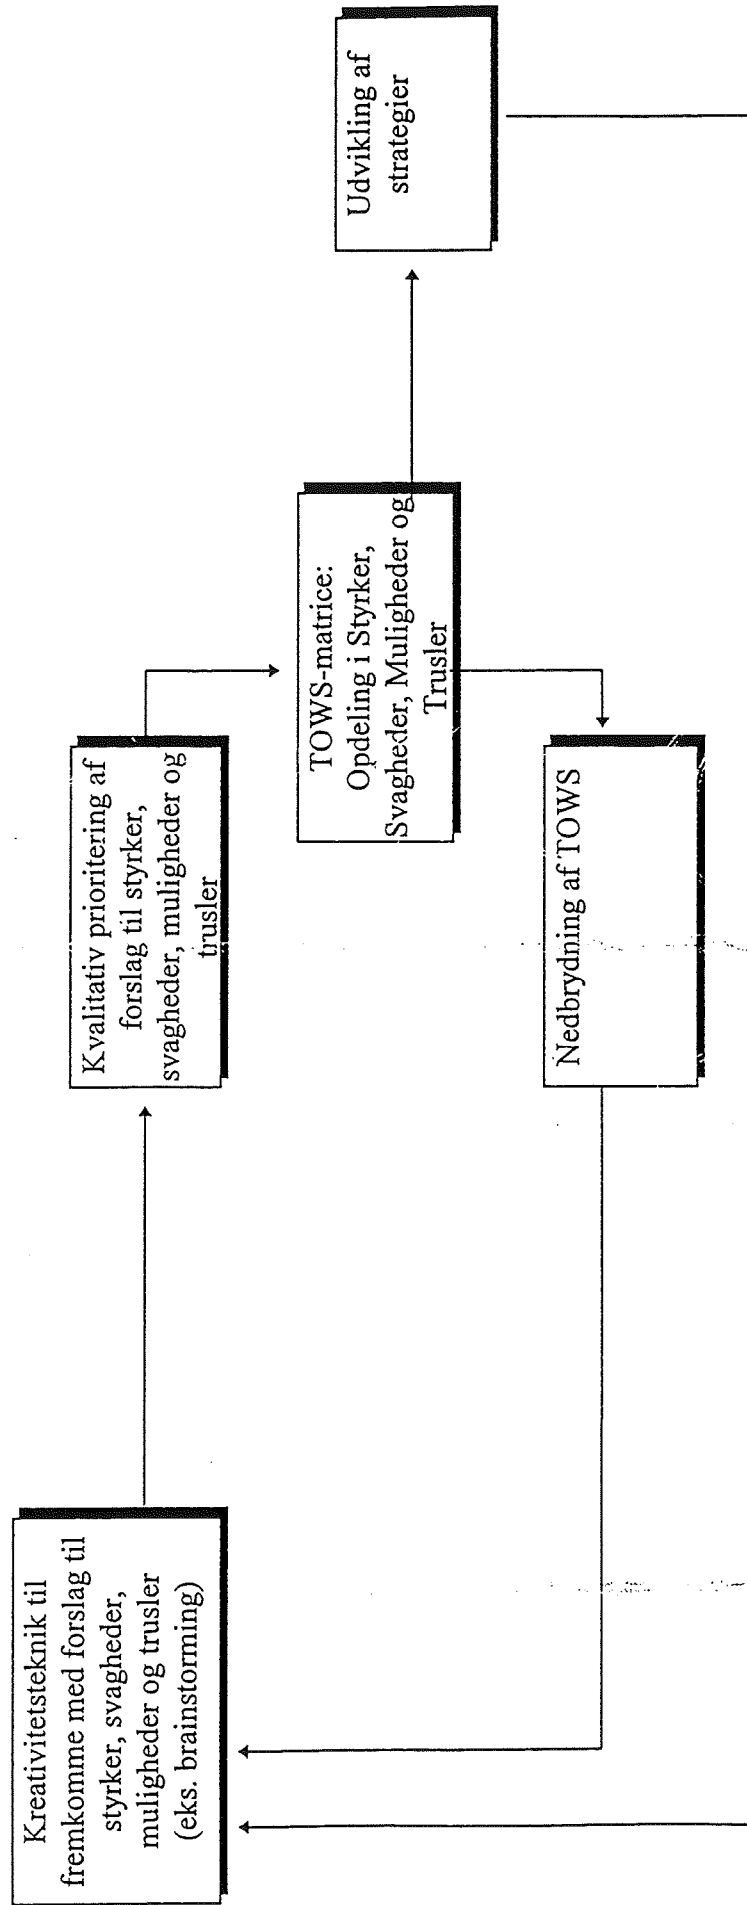 Kreativitetsteknik til
fremkomme med forslag til
styrker, svagheder,
muligheder og trusler
(eks. brainstorming)
Kvalitativ prioritering af
forslag til styrker,
svagheder, muligheder og
trusler
TOWS-matrice:
Opdeling i Styrker,
Svagheder, Muligheder og
Trusler
Udvikling af
strategier
Nedbrydning af TOWS